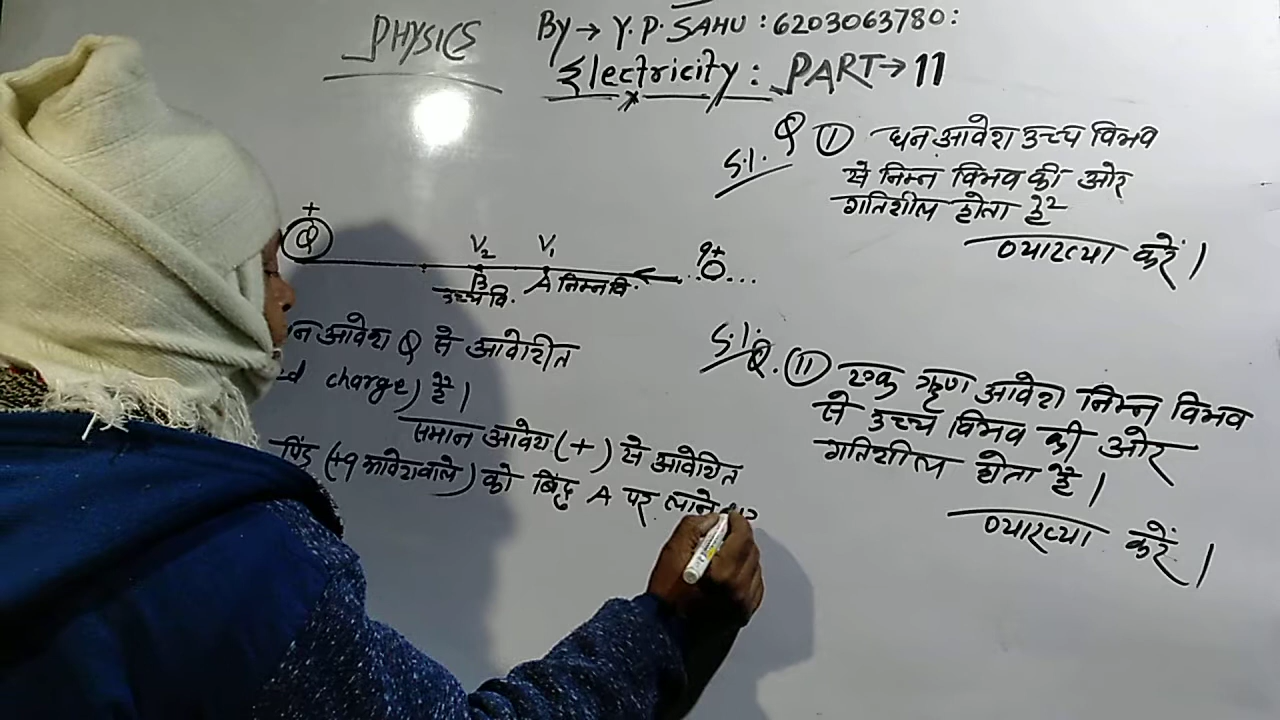 PHYSICS By → Y. P. SAHU : 6203063780:
Electricity : PART → 11
S.1. Q (1) धन आवेश उच्च विभव
से निम्न विभव की ओर
गतिशील होता है
व्याख्या करें।
+
Q
V2 V1 q+
B A
उच्च वि. निम्न वि.
आवेश Q से आवेशीत
charge) है।
समान आवेश (+) से आवेशित
पिंड (+q आवेशवाले) को बिंदु A पर लाने
S.1. Q. (11) एक ऋण आवेश निम्न विभव
से उच्च विभव की ओर
गतिशील होता है।
व्याख्या करें।